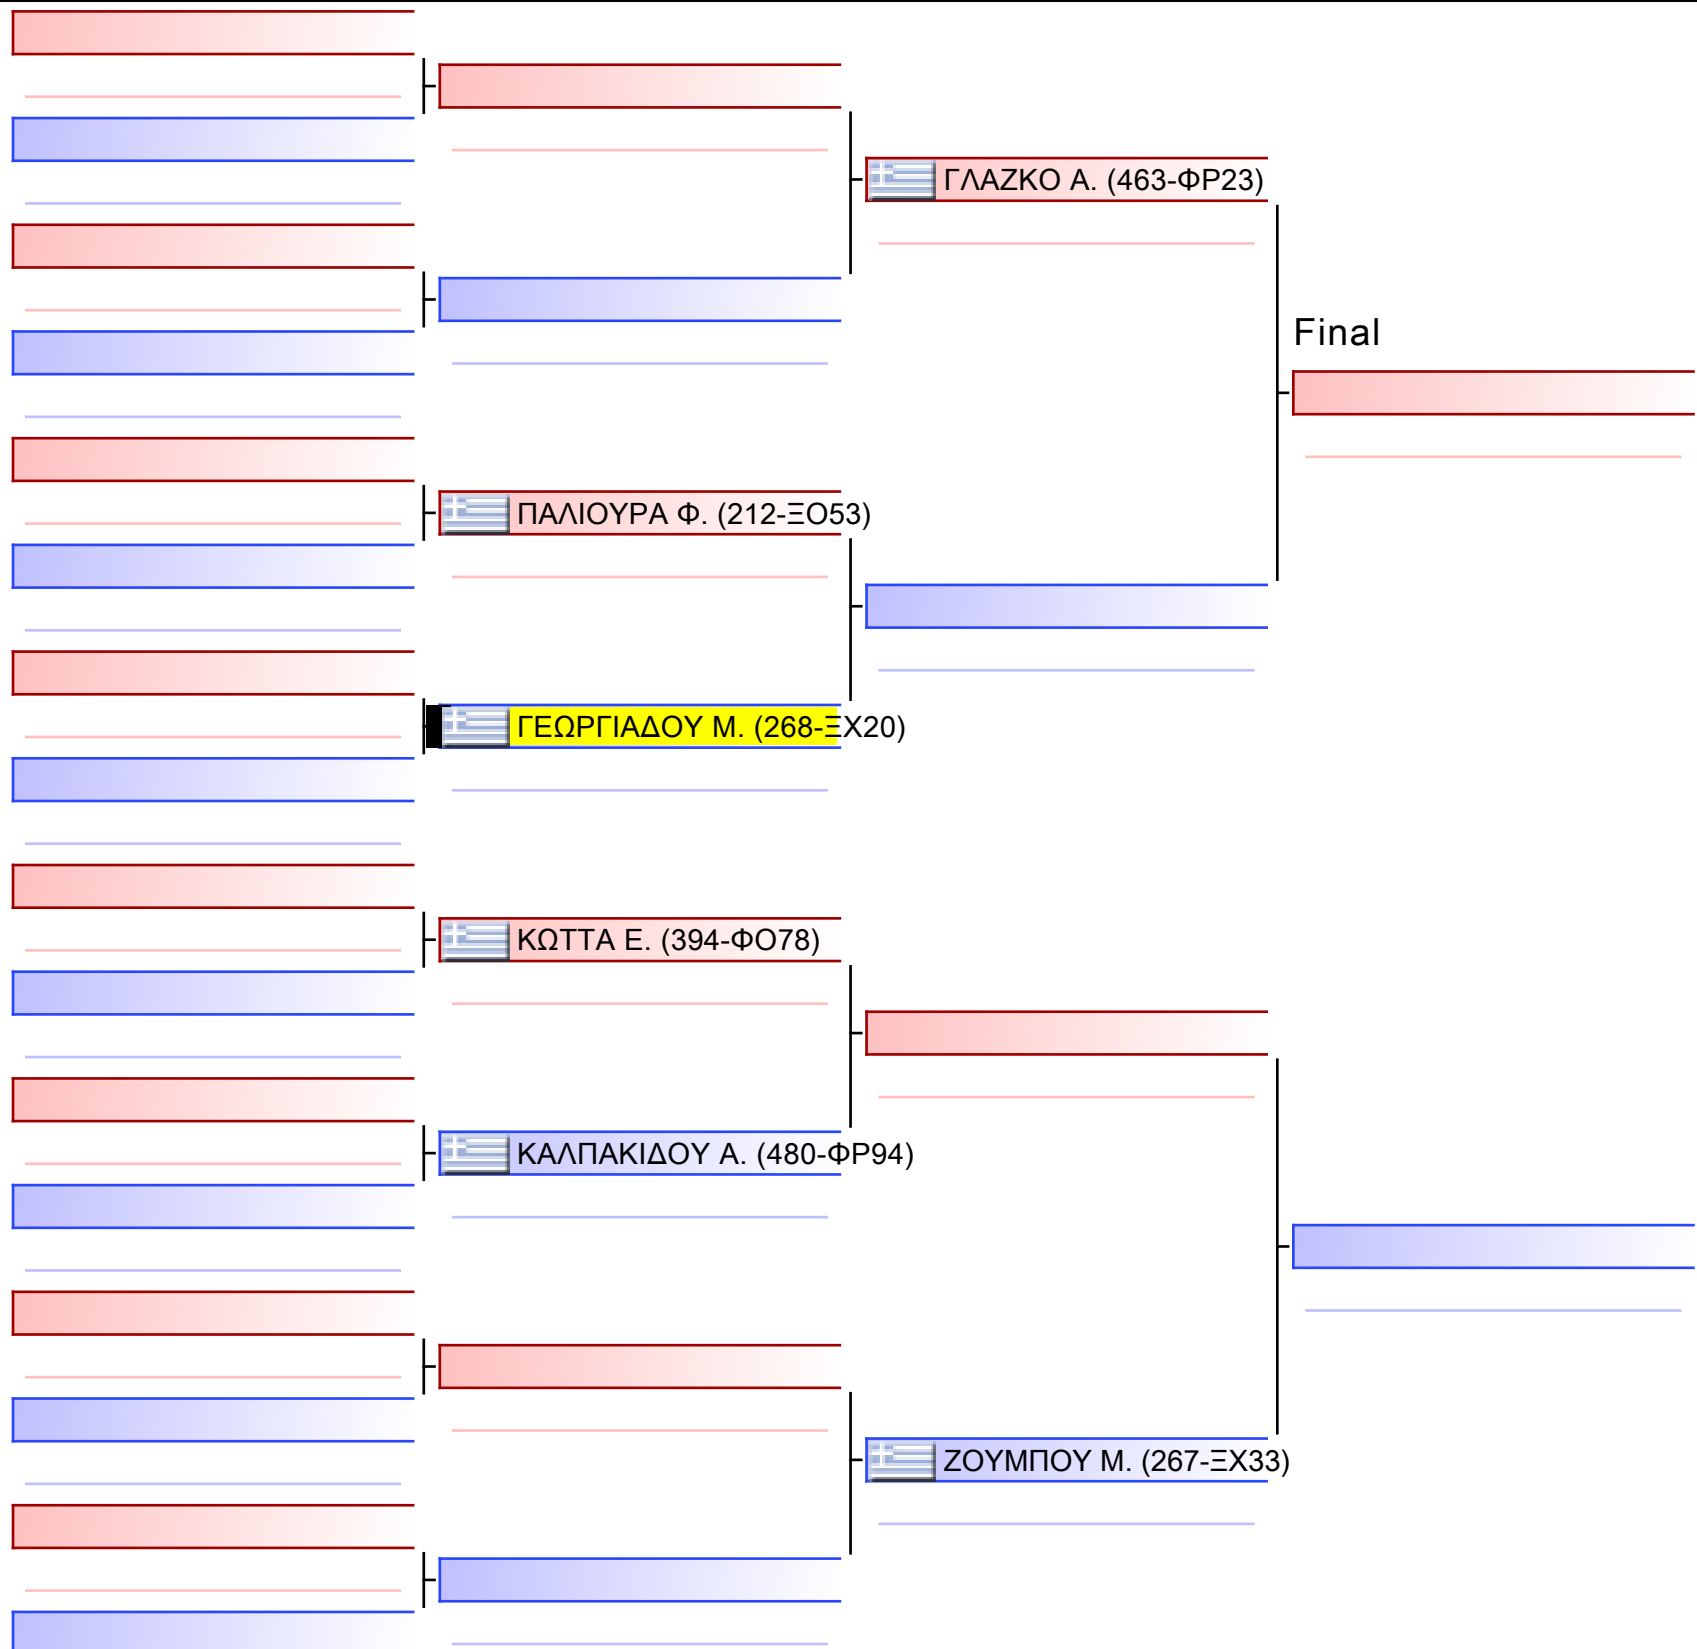 ΓΛΑΖΚΟ Α. (463-ΦΡ23)
Final
ΠΑΛΙΟΥΡΑ Φ. (212-ΞΟ53)
ΓΕΩΡΓΙΑΔΟΥ Μ. (268-ΞΧ20)
ΚΩΤΤΑ Ε. (394-ΦΟ78)
ΚΑΛΠΑΚΙΔΟΥ Α. (480-ΦΡ94)
ΖΟΥΜΠΟΥ Μ. (267-ΞΧ33)